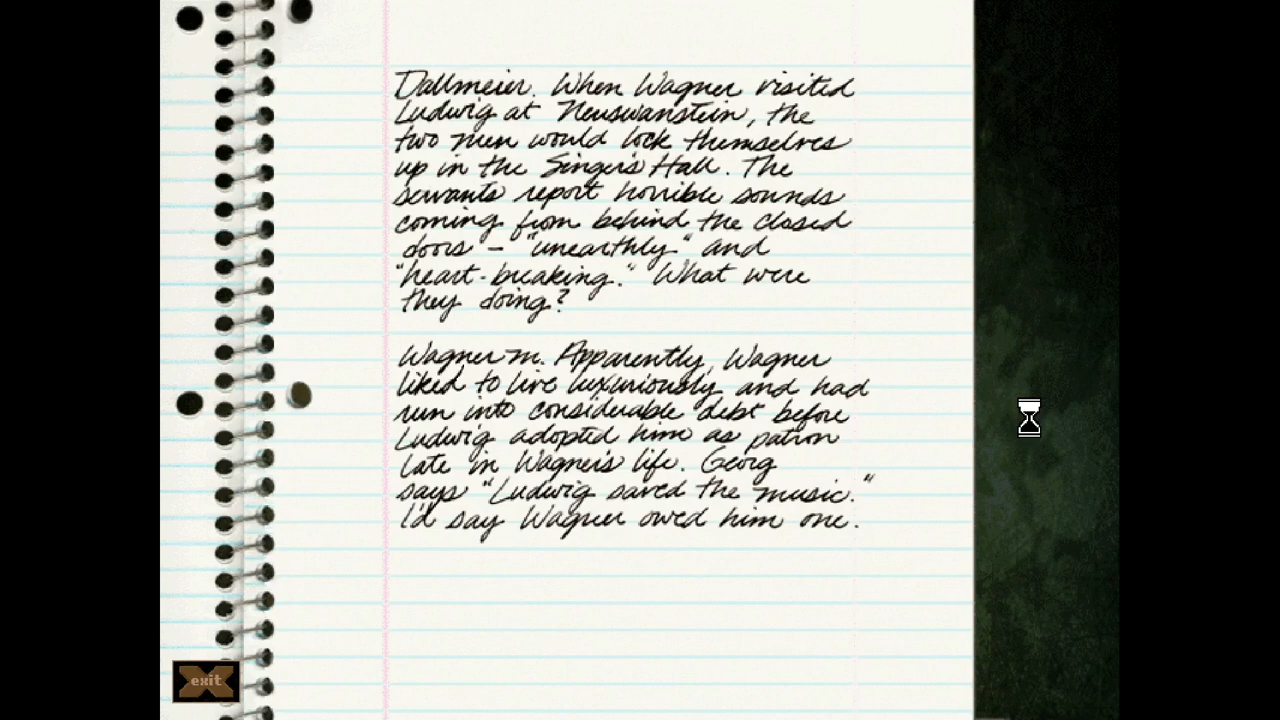 Dallmeier. When Wagner visited
Ludwig at Neuswanstein, the
two men would lock themselves
up in the Singer's Hall. The
servants report horrible sounds
coming from behind the closed
doors – "unearthly" and
"heart-breaking." What were
they doing?
Wagner m. Apparently, Wagner
liked to live luxuriously and had
run into considerable debt before
Ludwig adopted him as patron
late in Wagner's life. Georg
says "Ludwig saved the music."
I'd say Wagner owed him one.
exit